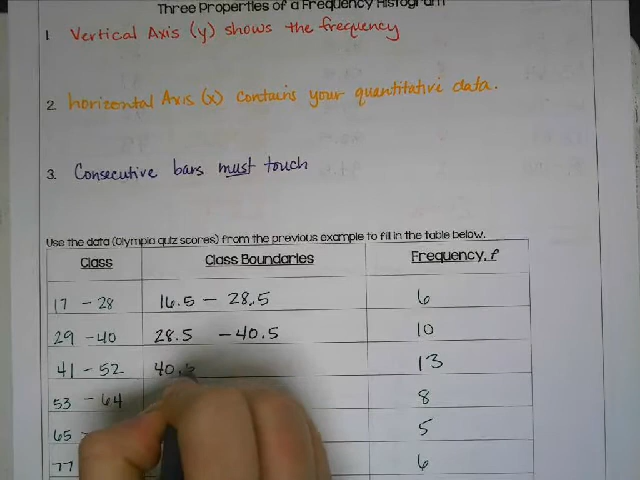 Three Properties of a Frequency Histogram
1. Vertical Axis (y) shows the frequency
2. horizontal Axis (x) contains your quantitative data.
3. Consecutive bars must touch
Use the data (Olympic quiz scores) from the previous example to fill in the table below.
Class Class Boundaries Frequency, f
17 - 28 16.5 - 28.5 6
29 - 40 28.5 - 40.5 10
41 - 52 40. 13
53 - 64 8
65 - 5
77 6